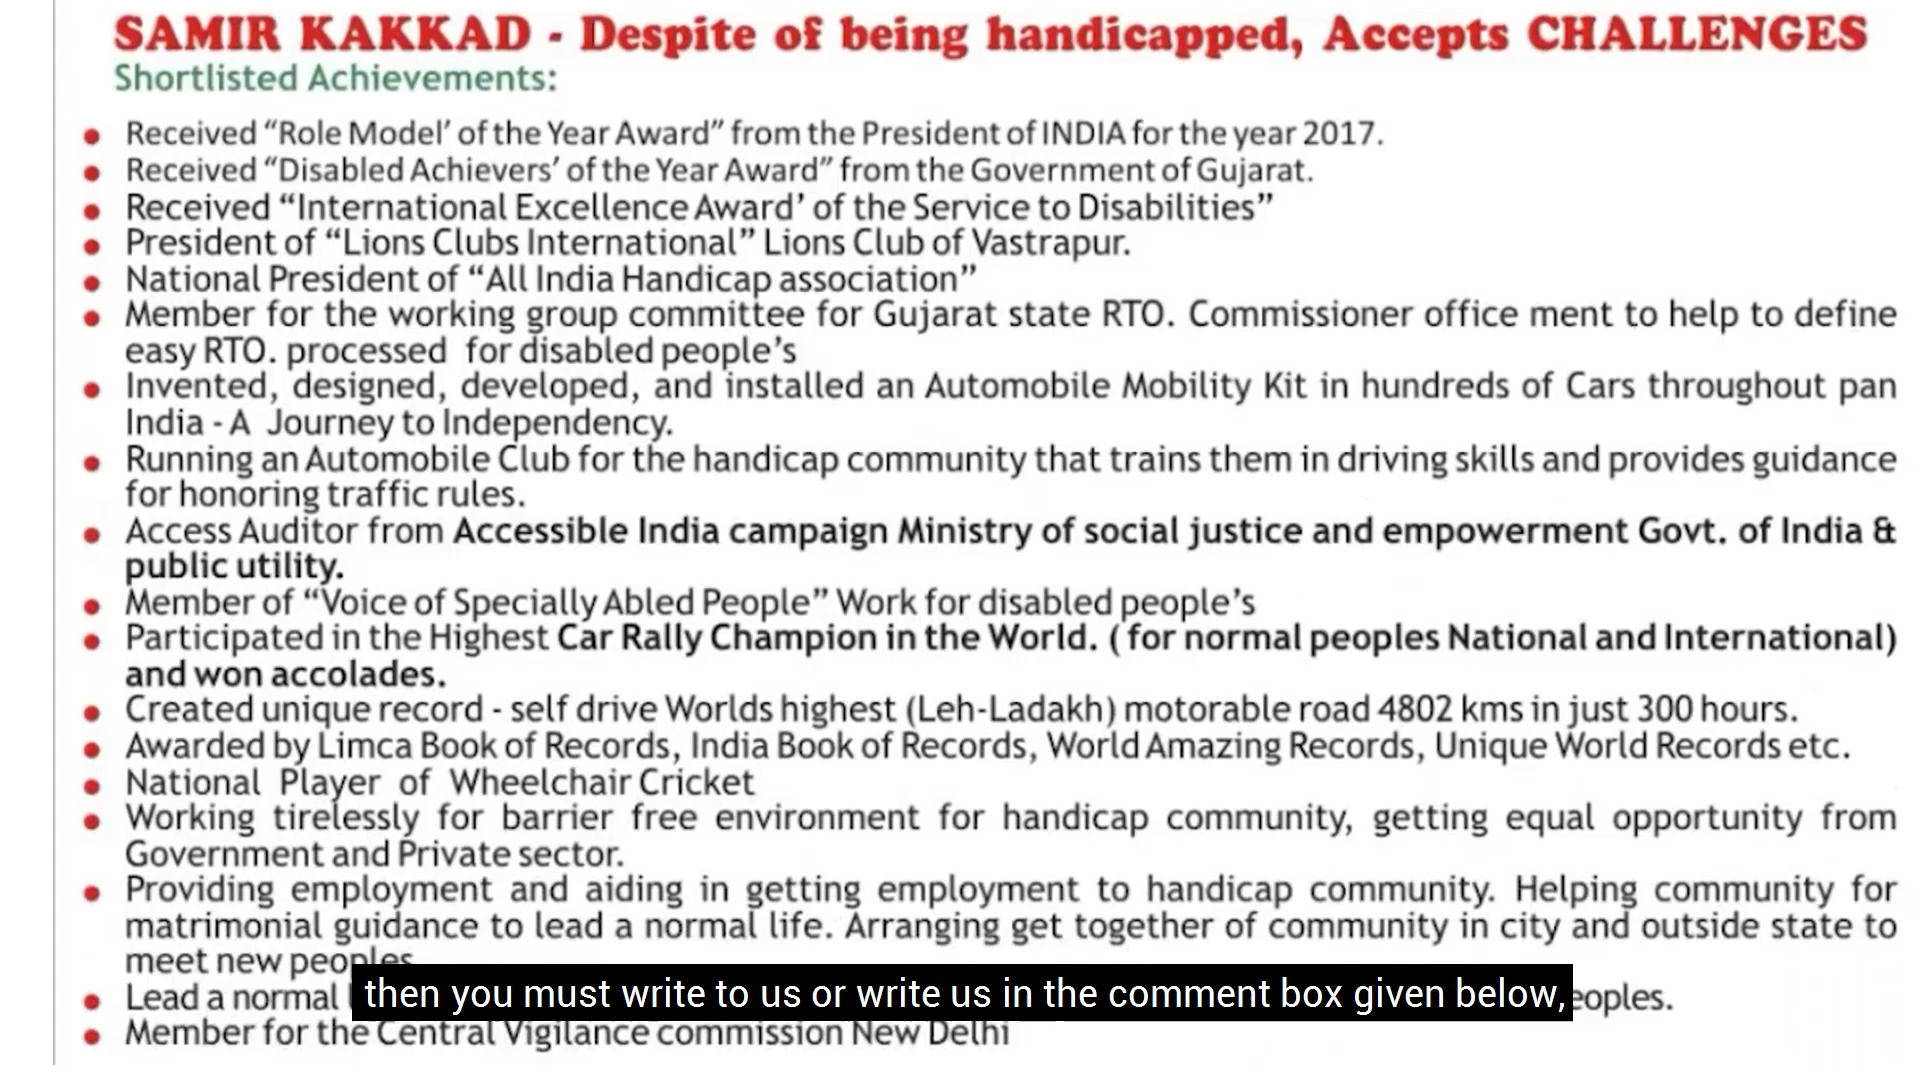 SAMIR KAKKAD - Despite of being handicapped, Accepts CHALLENGES
Shortlisted Achievements:
Received “Role Model’ of the Year Award” from the President of INDIA for the year 2017.
Received “Disabled Achievers’ of the Year Award” from the Government of Gujarat.
Received “International Excellence Award’ of the Service to Disabilities”
President of “Lions Clubs International” Lions Club of Vastrapur.
National President of “All India Handicap association”
Member for the working group committee for Gujarat state RTO. Commissioner office ment to help to define
easy RTO. processed for disabled people’s
Invented, designed, developed, and installed an Automobile Mobility Kit in hundreds of Cars throughout pan
India - A Journey to Independency.
Running an Automobile Club for the handicap community that trains them in driving skills and provides guidance
for honoring traffic rules.
Access Auditor from Accessible India campaign Ministry of social justice and empowerment Govt. of India &
public utility.
Member of “Voice of Specially Abled People” Work for disabled people’s
Participated in the Highest Car Rally Champion in the World. ( for normal peoples National and International)
and won accolades.
Created unique record - self drive Worlds highest (Leh-Ladakh) motorable road 4802 kms in just 300 hours.
Awarded by Limca Book of Records, India Book of Records, World Amazing Records, Unique World Records etc.
National Player of Wheelchair Cricket
Working tirelessly for barrier free environment for handicap community, getting equal opportunity from
Government and Private sector.
Providing employment and aiding in getting employment to handicap community. Helping community for
matrimonial guidance to lead a normal life. Arranging get together of community in city and outside state to
meet new peoples
Lead a normal
then you must write to us or write us in the comment box given below,
Member for the Central Vigilance commission New Delhi